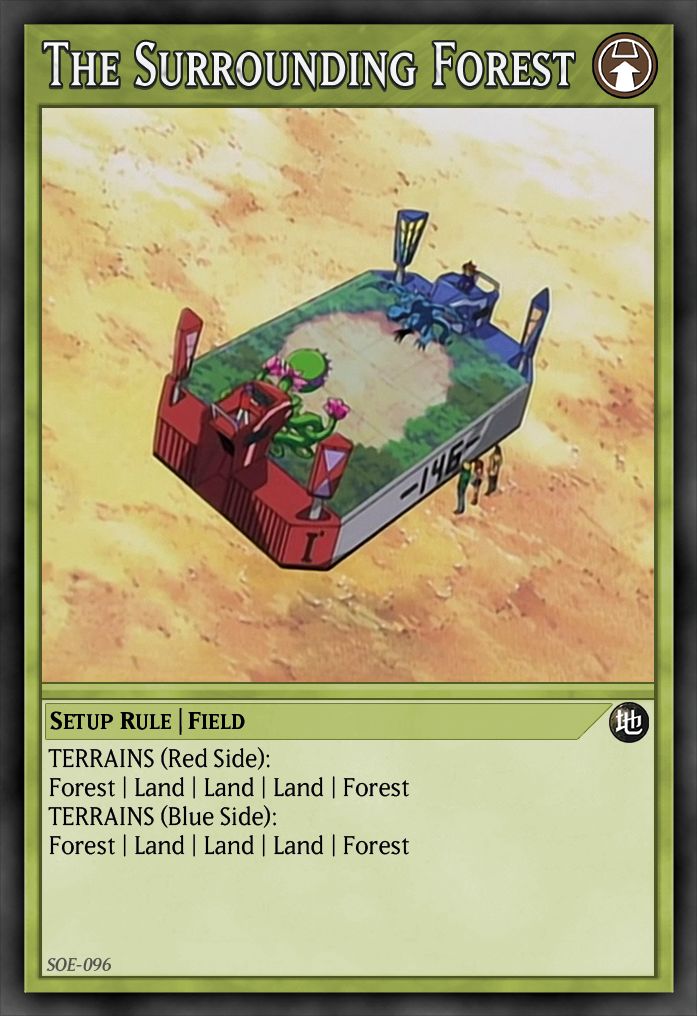 The Surrounding Forest
-146-
I
Setup Rule | Field
TERRAINS (Red Side):
Forest | Land | Land | Land | Forest
TERRAINS (Blue Side):
Forest | Land | Land | Land | Forest
SOE-096